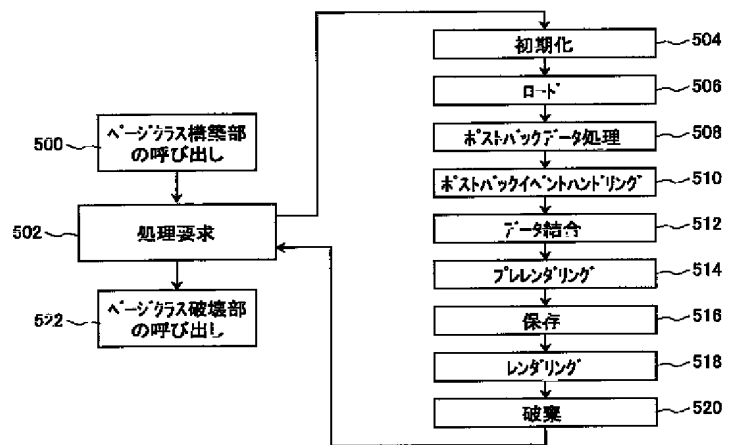 500
ページクラス構築部
の呼び出し
502
処理要求
522
ページクラス破壊部
の呼び出し
初期化
504
ロード
506
ポストバックデータ処理
508
ポストバックイベントハンドリング
510
データ結合
512
プレレンダリング
514
保存
516
レンダリング
518
破棄
520